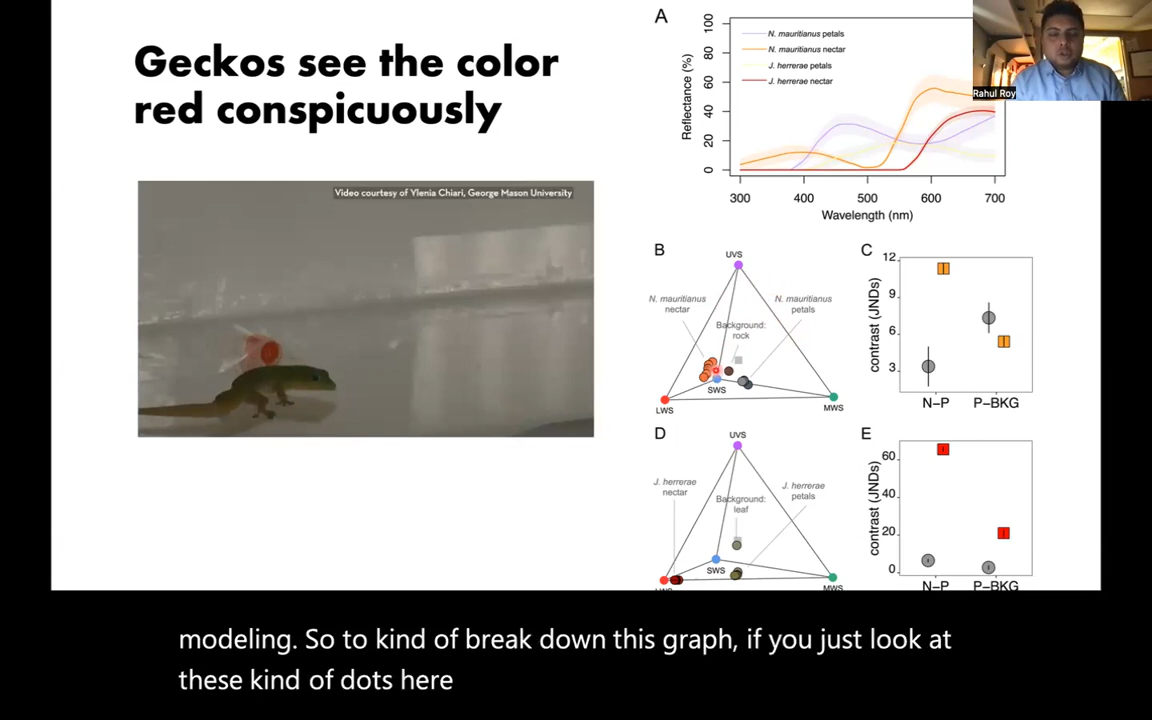 Geckos see the color
red conspicuously
Video courtesy of Ylenia Chiari, George Mason University
A
Reflectance (%)
100
80
60
40
20
0
N. mauritianus petals
N. mauritianus nectar
J. herrerae petals
J. herrerae nectar
300 400 500 600 700
Wavelength (nm)
Rahul Roy
B
UVS
N. mauritianus
nectar
N. mauritianus
petals
Background:
rock
SWS
LWS
MWS
C
contrast (JNDs)
12
9
6
3
N–P P–BKG
D
UVS
J. herrerae
nectar
J. herrerae
petals
Background:
leaf
SWS
LWS
MWS
E
contrast (JNDs)
60
40
20
0
N–P P–BKG
modeling. So to kind of break down this graph, if you just look at
these kind of dots here